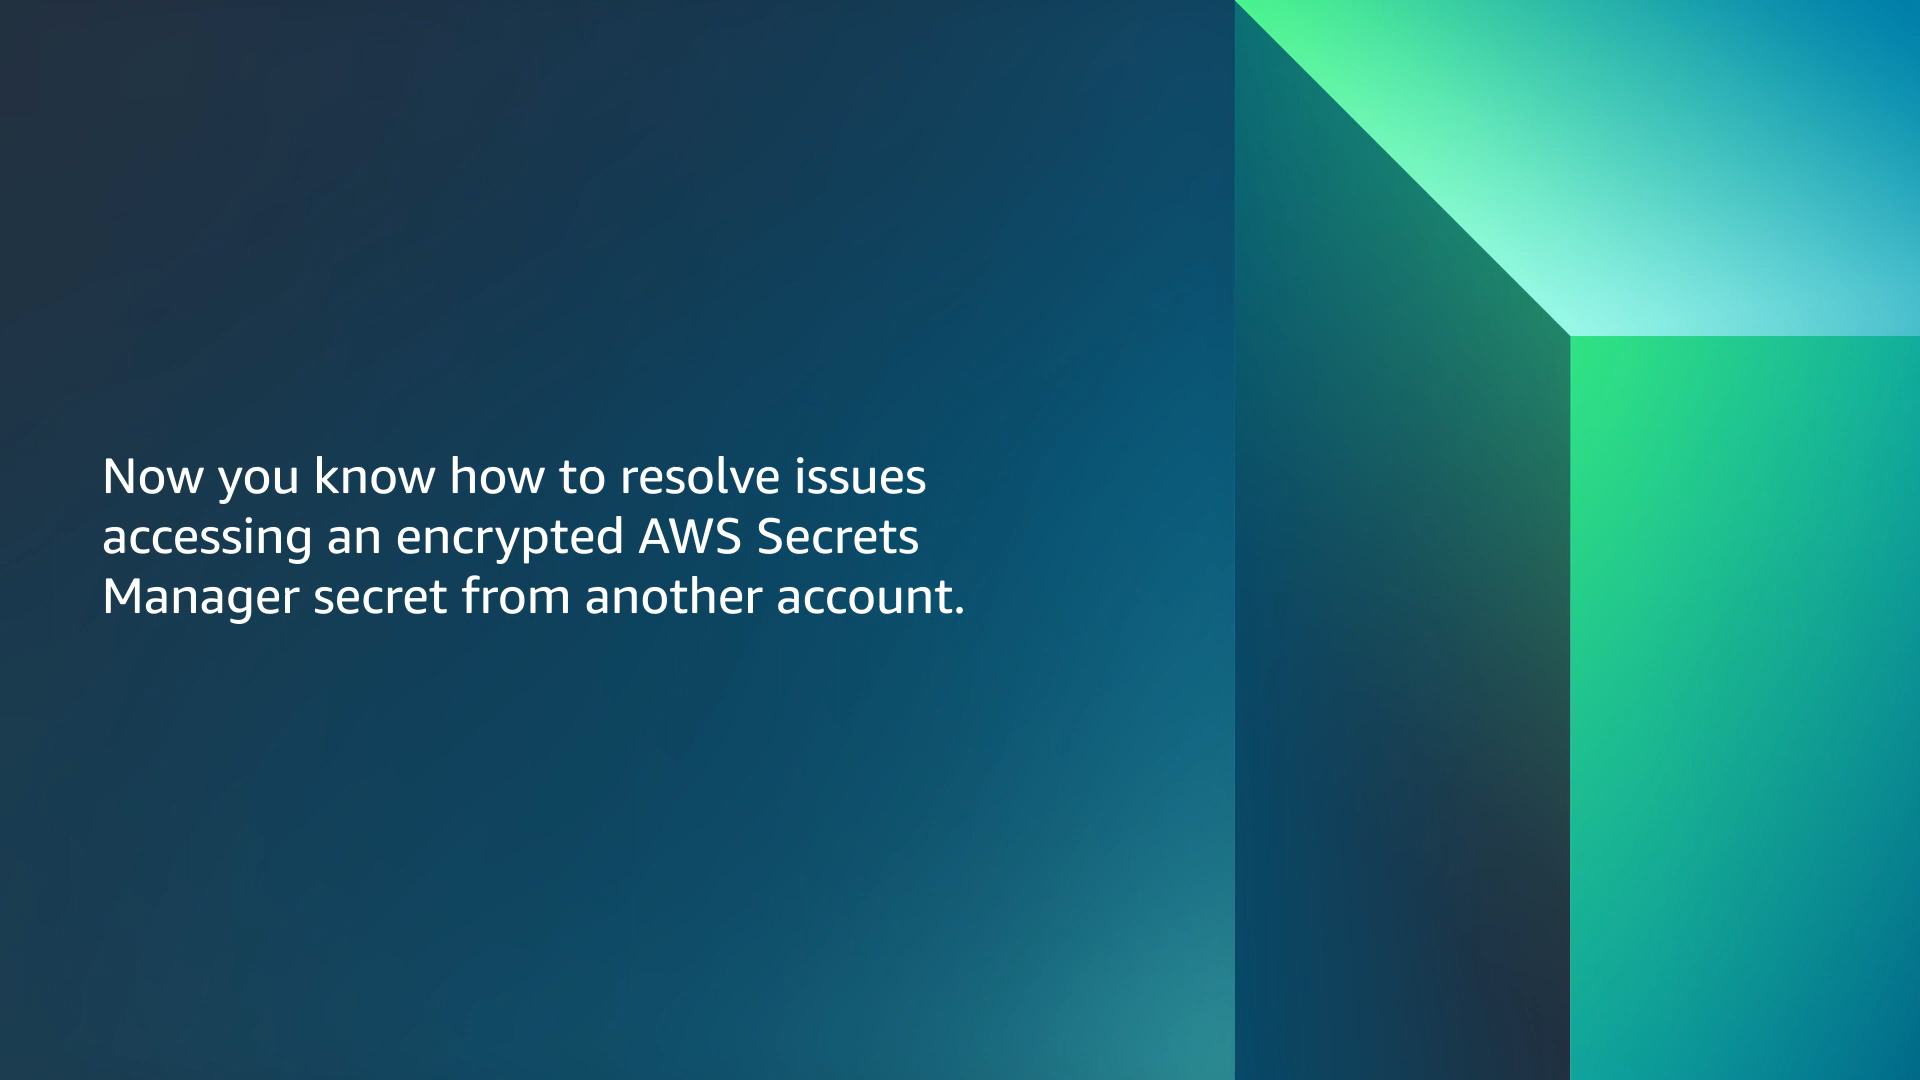 Now you know how to resolve issues
accessing an encrypted AWS Secrets
Manager secret from another account.